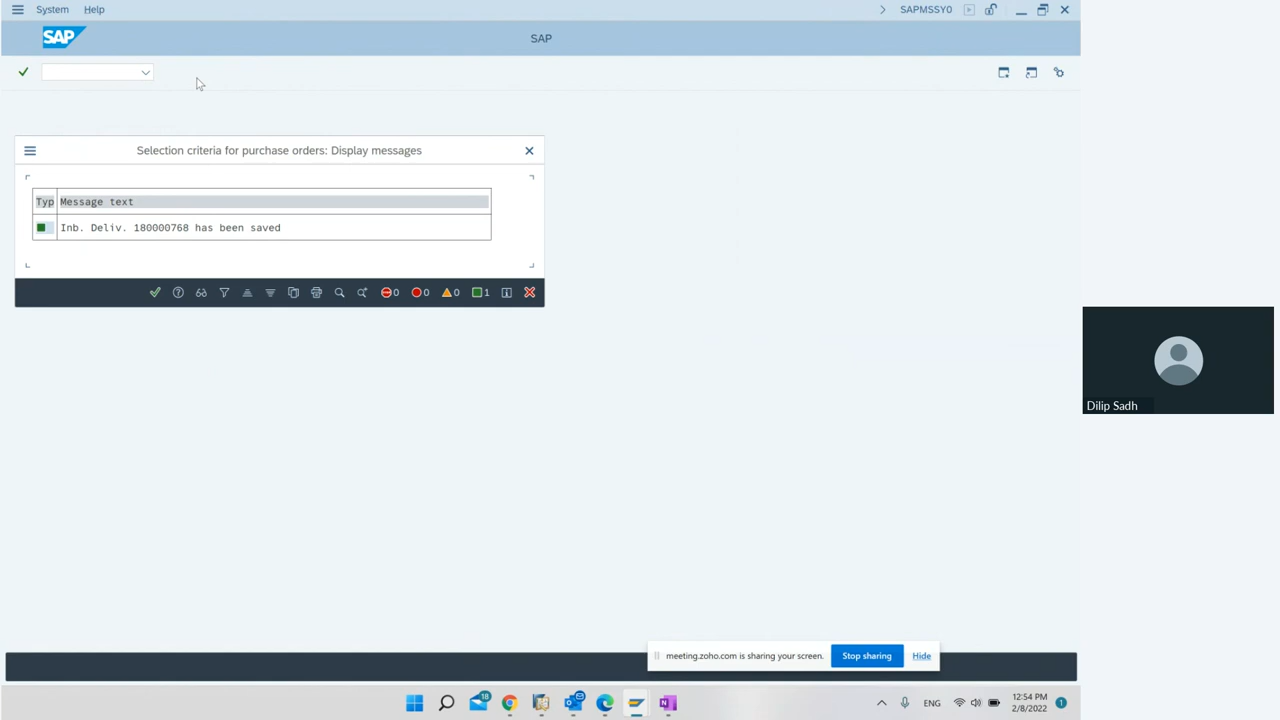 System Help
SAPMSSY0
SAP
SAP
Selection criteria for purchase orders: Display messages
Typ Message text
Inb. Deliv. 180000768 has been saved
0 0 0 1
Dilip Sadh
meeting.zoho.com is sharing your screen. Stop sharing Hide
18
ENG
12:54 PM
2/8/2022
1